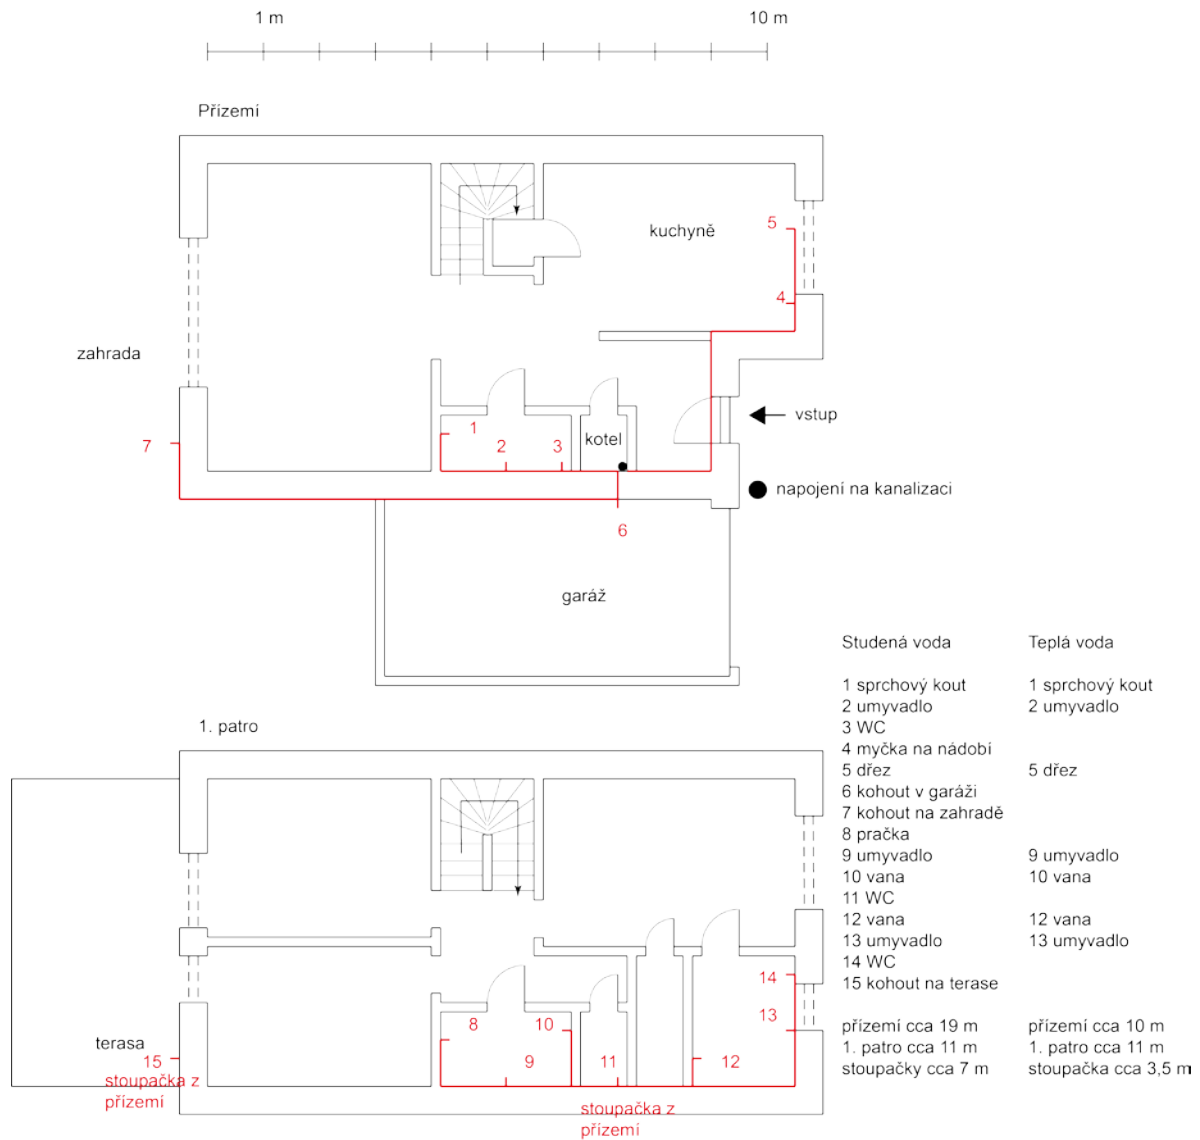 1 m
10 m
Přízemí
kuchyně
5
4
zahrada
7
1
2
3
kotel
vstup
napojení na kanalizaci
6
garáž
1. patro
terasa
15
stoupačka z
přízemí
8
10
9
11
12
14
13
stoupačka z
přízemí
Studená voda
1 sprchový kout
2 umyvadlo
3 WC
4 myčka na nádobí
5 dřez
6 kohout v garáži
7 kohout na zahradě
8 pračka
9 umyvadlo
10 vana
11 WC
12 vana
13 umyvadlo
14 WC
15 kohout na terase
přízemí cca 19 m
1. patro cca 11 m
stoupačky cca 7 m
Teplá voda
1 sprchový kout
2 umyvadlo
5 dřez
9 umyvadlo
10 vana
12 vana
13 umyvadlo
přízemí cca 10 m
1. patro cca 11 m
stoupačka cca 3,5 m